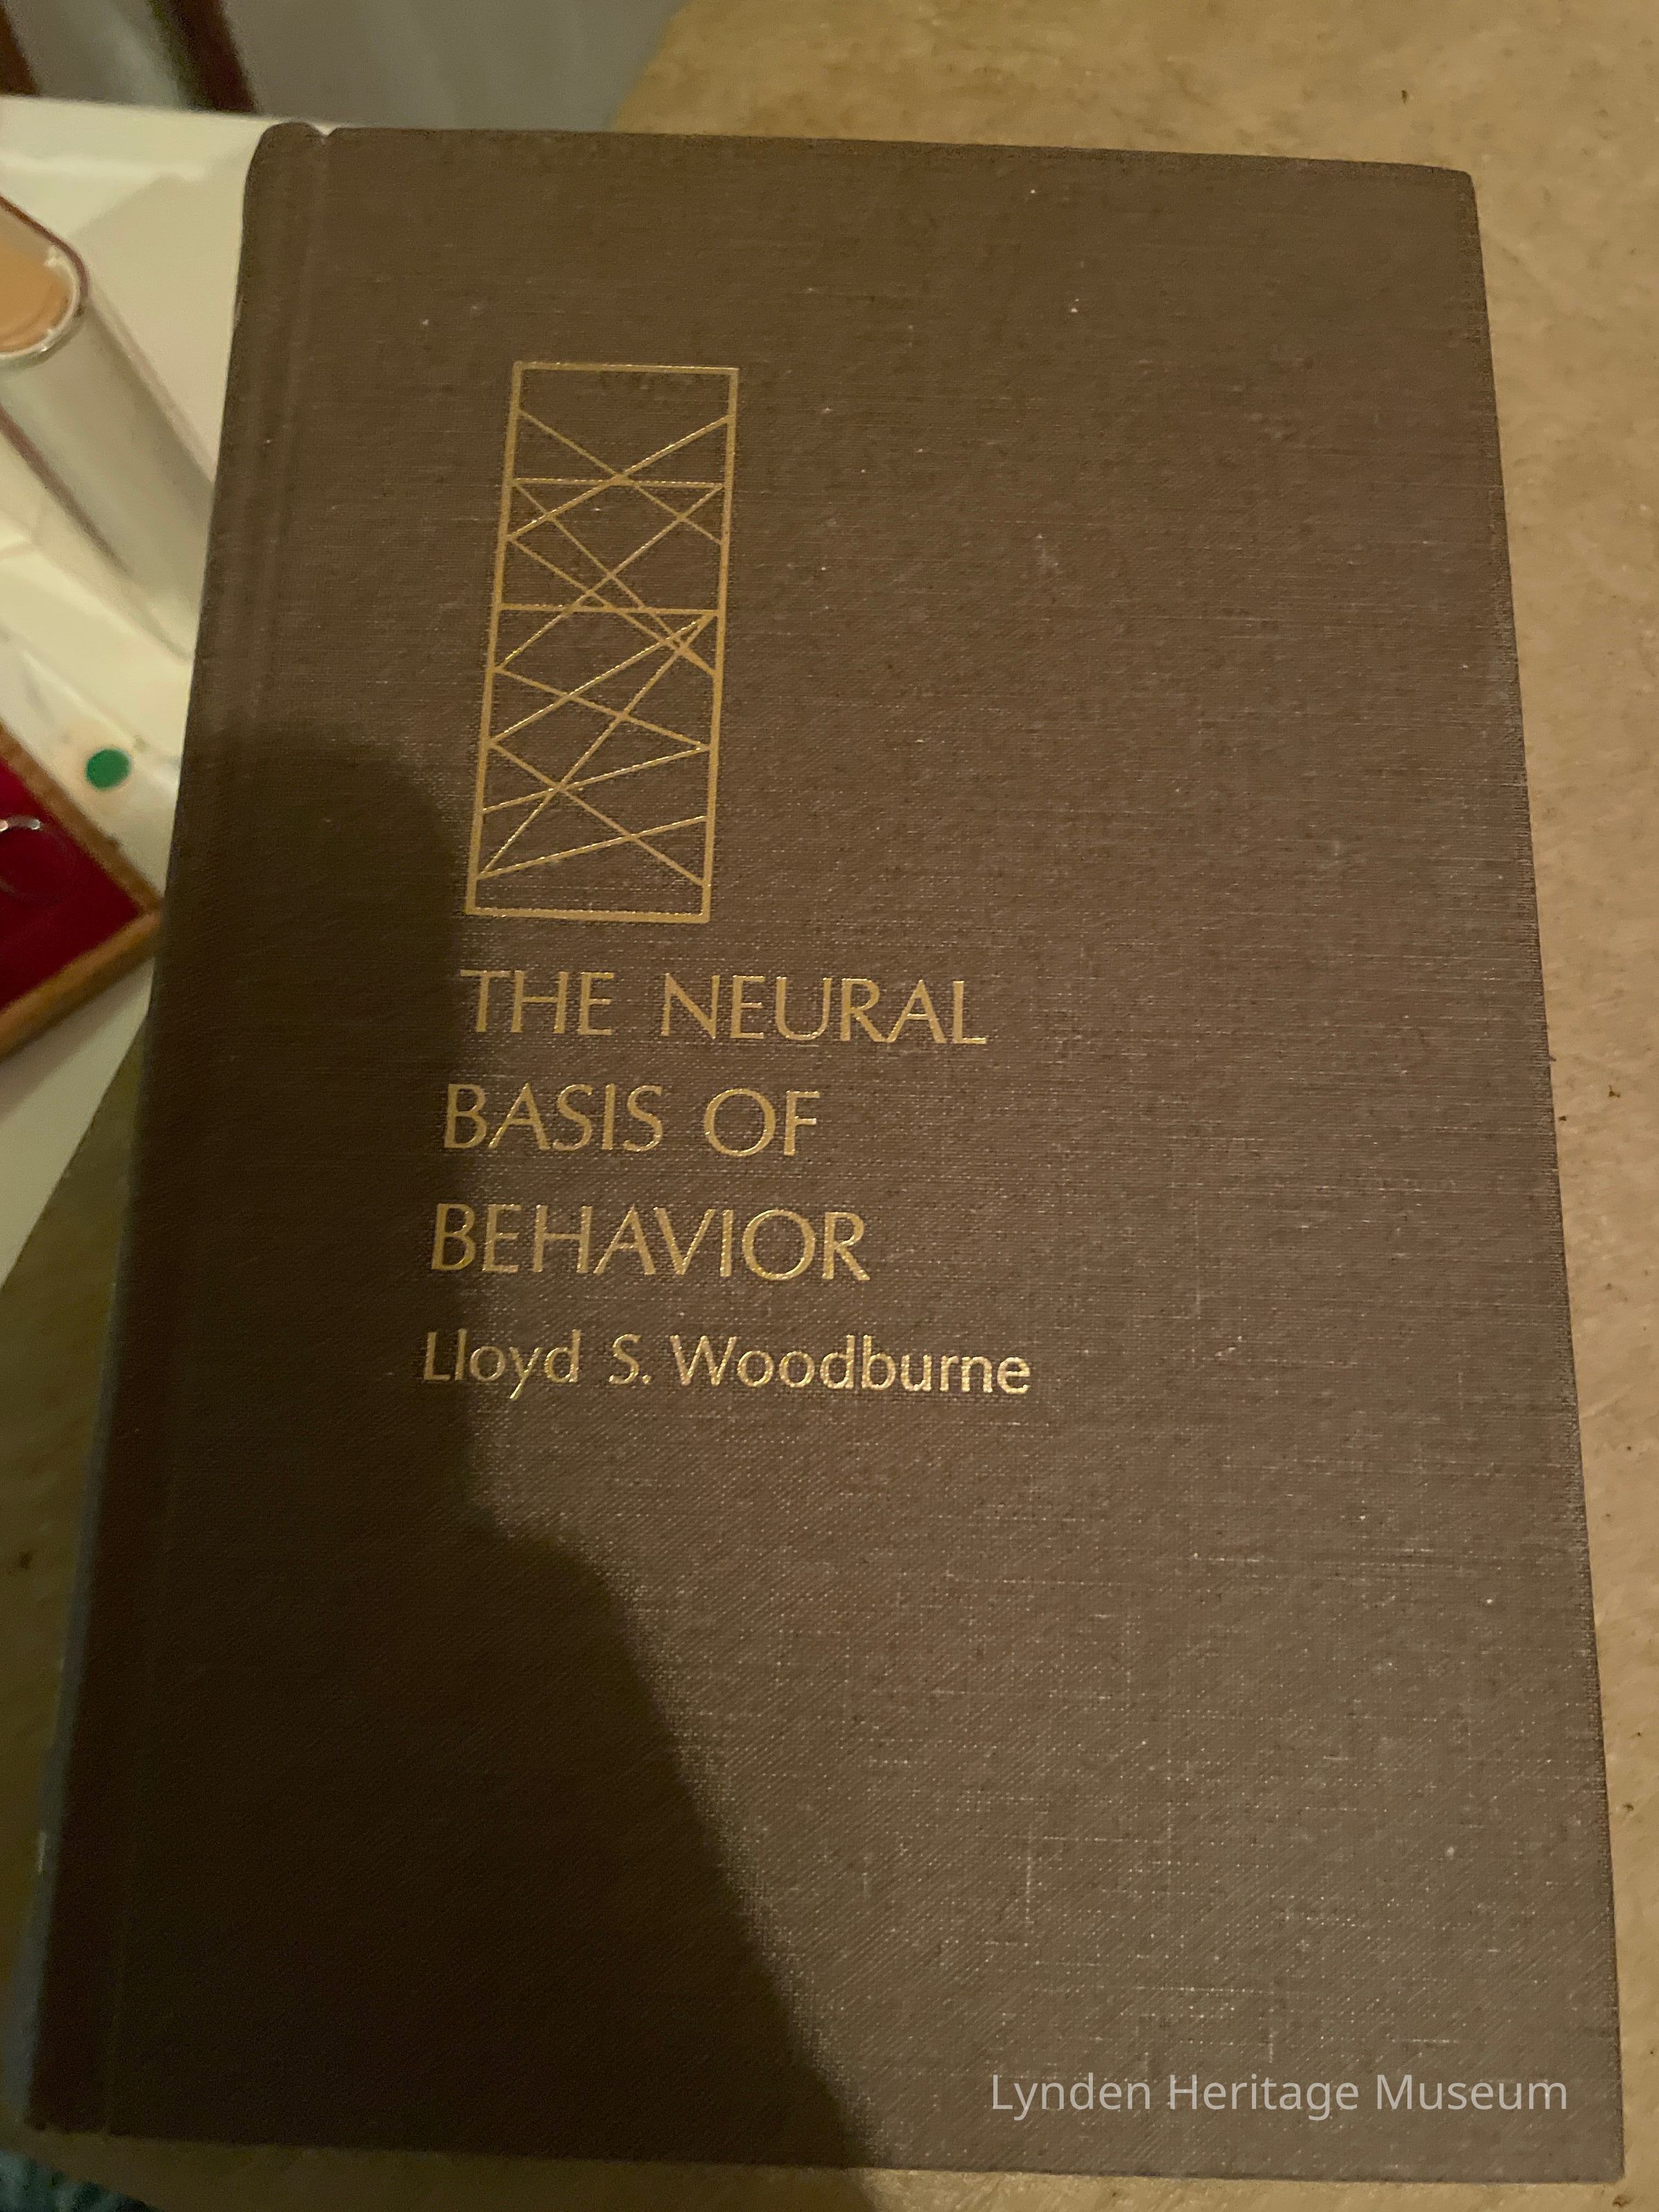 THE NEURAL
BASIS OF
BEHAVIOR
Lloyd S. Woodburne
Lynden Heritage Museum